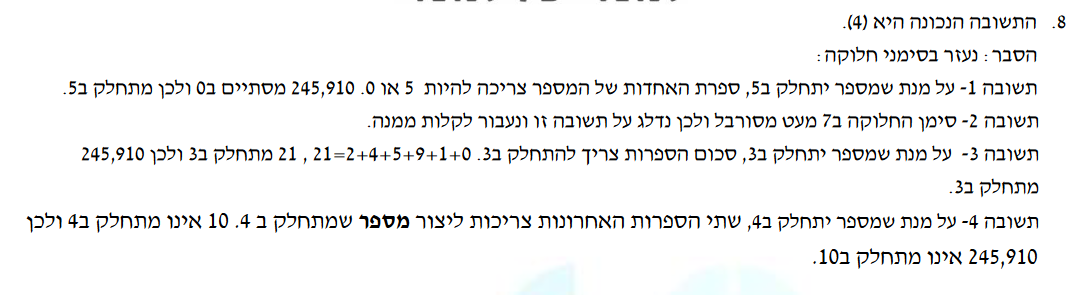 8. התשובה הנכונה היא (4).
הסבר: נעזר בסימני חלוקה:
תשובה 1- על מנת שמספר יתחלק ב5, ספרת האחדות של המספר צריכה להיות 5 או 0. 245,910 מסתיים ב0 ולכן מתחלק ב5.
תשובה 2- סימן החלוקה ב7 מעט מסורבל ולכן נדלג על תשובה זו ונעבור לקלות ממנה.
תשובה 3- על מנת שמספר יתחלק ב3, סכום הספרות צריך להתחלק ב3. 21=2+4+5+9+1+0 , 21 מתחלק ב3 ולכן 245,910
מתחלק ב3.
תשובה 4- על מנת שמספר יתחלק ב4, שתי הספרות האחרונות צריכות ליצור מספר שמתחלק ב 4. 10 אינו מתחלק ב4 ולכן
245,910 אינו מתחלק ב10.